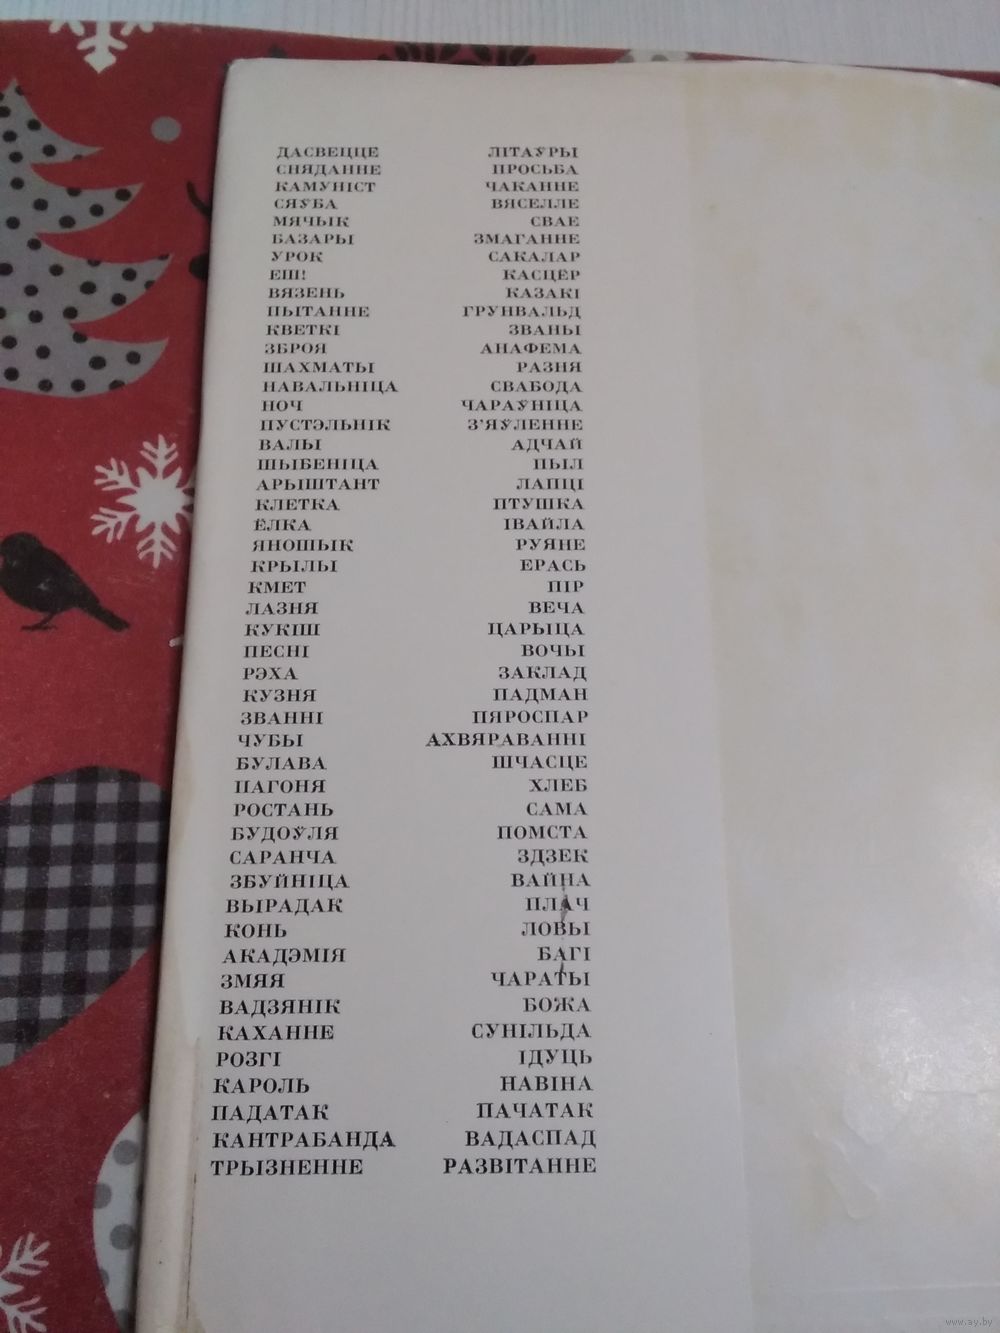 ДАСВЕЦЦЕ ЛІТАЎРЫ
СНЯДАННЕ ПРОСЬБА
КАМУНІСТ ЧАКАННЕ
СЯЎБА ВЯСЕЛЛЕ
МЯЧЫК СВАЕ
БАЗАРЫ ЗМАГАННЕ
УРОК САКАЛАР
ЕШ! КАСЦЁР
ВЯЗЕНЬ КАЗАКІ
ПЫТАННЕ ГРУНВАЛЬД
КВЕТКІ ЗВАНЫ
ЗБРОЯ АНАФЕМА
ШАХМАТЫ РАЗНЯ
НАВАЛЬНІЦА СВАБОДА
НОЧ ЧАРАЎНІЦА
ПУСТЭЛЬНІК З'ЯЎЛЕННЕ
ВАЛЫ АДЧАЙ
ШЫБЕНІЦА ПЫЛ
АРЫШТАНТ ЛАПЦІ
КЛЕТКА ПТУШКА
ЁЛКА ІВАЙЛА
ЯНОШЫК РУЯНЕ
КРЫЛЫ ЕРАСЬ
КМЕТ ПІР
ЛАЗНЯ ВЕЧА
КУКІШ ЦАРЫЦА
ПЕСНІ ВОЧЫ
РЭХА ЗАКЛАД
КУЗНЯ ПАДМАН
ЗВАННІ ПЯРОСПАР
ЧУБЫ АХВЯРАВАННІ
БУЛАВА ШЧАСЦЕ
ПАГОНЯ ХЛЕБ
РОСТАНЬ САМА
БУДОЎЛЯ ПОМСТА
САРАНЧА ЗДЗЕК
ЗБУЙНІЦА ВАЙНА
ВЫРАДАК ПЛАЧ
КОНЬ ЛОВЫ
АКАДЭМІЯ БАГІ
ЗМЯЯ ЧАРАТЫ
ВАДЗЯНІК БОЖА
КАХАННЕ СУНІЛЬДА
РОЗГІ ІДУЦЬ
КАРОЛЬ НАВІНА
ПАДАТАК ПАЧАТАК
КАНТРАБАНДА ВАДАСПАД
ТРЫЗНЕННЕ РАЗВІТАННЕ
www.ay.by